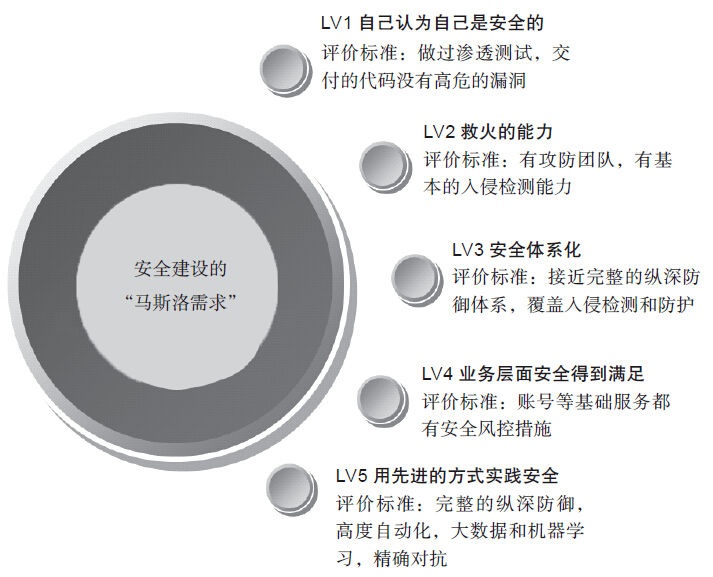 LV1 自己认为自己是安全的
评价标准：做过渗透测试，交
付的代码没有高危的漏洞
LV2 救火的能力
评价标准：有攻防团队，有基
本的入侵检测能力
安全建设的
“马斯洛需求”
LV3 安全体系化
评价标准：接近完整的纵深防
御体系，覆盖入侵检测和防护
LV4 业务层面安全得到满足
评价标准：账号等基础服务都
有安全风控措施
LV5 用先进的方式实践安全
评价标准：完整的纵深防御，
高度自动化，大数据和机器学
习，精确对抗